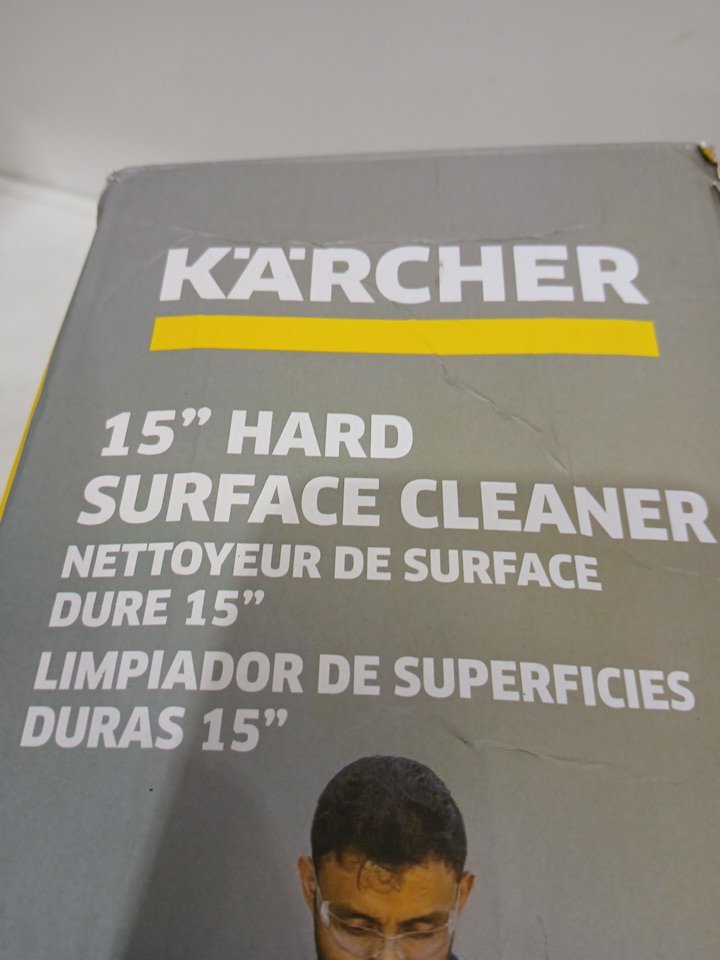 KÄRCHER
15” HARD
SURFACE CLEANER
NETTOYEUR DE SURFACE
DURE 15”
LIMPIADOR DE SUPERFICIES
DURAS 15”